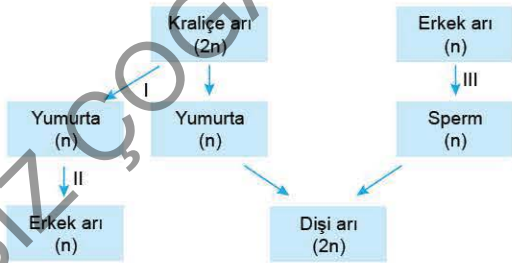 Kraliçe arı
(2n)
Erkek arı
(n)
I
III
Yumurta
(n)
Yumurta
(n)
Sperm
(n)
II
Erkek arı
(n)
Dişi arı
(2n)